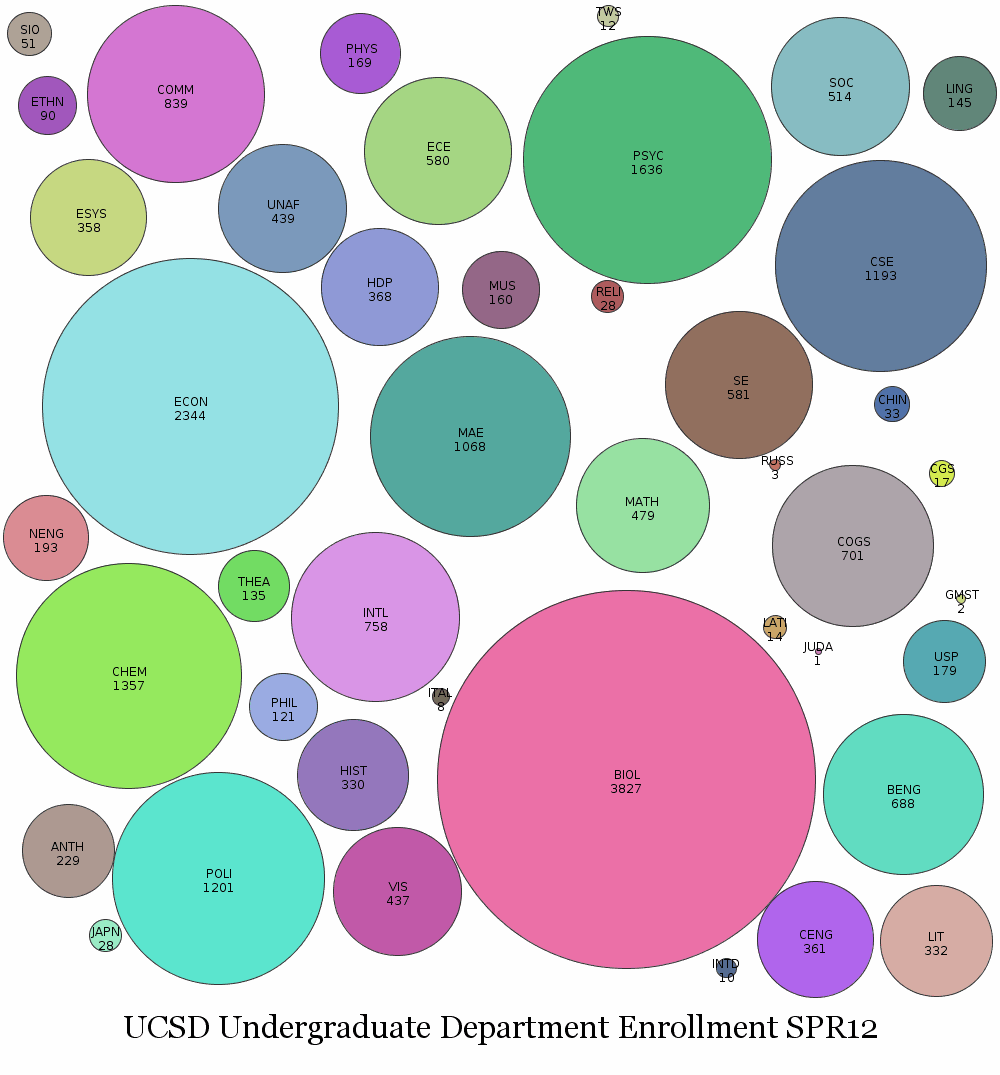 TWS
12
SIO
51
PHYS
169
SOC
514
LING
145
COMM
839
ETHN
90
ECE
580
PSYC
1636
UNAF
439
ESYS
358
CSE
1193
HDP
368
MUS
160
RELI
28
SE
581
ECON
2344
CHIN
33
MAE
1068
RUSS
3
CGS
17
MATH
479
NENG
193
COGS
701
THEA
135
GMST
2
INTL
758
LATI
14
JUDA
1
USP
179
CHEM
1357
ITAL
8
PHIL
121
HIST
330
BIOL
3827
BENG
688
ANTH
229
POLI
1201
VIS
437
JAPN
28
CENG
361
LIT
332
INTD
10
UCSD Undergraduate Department Enrollment SPR12